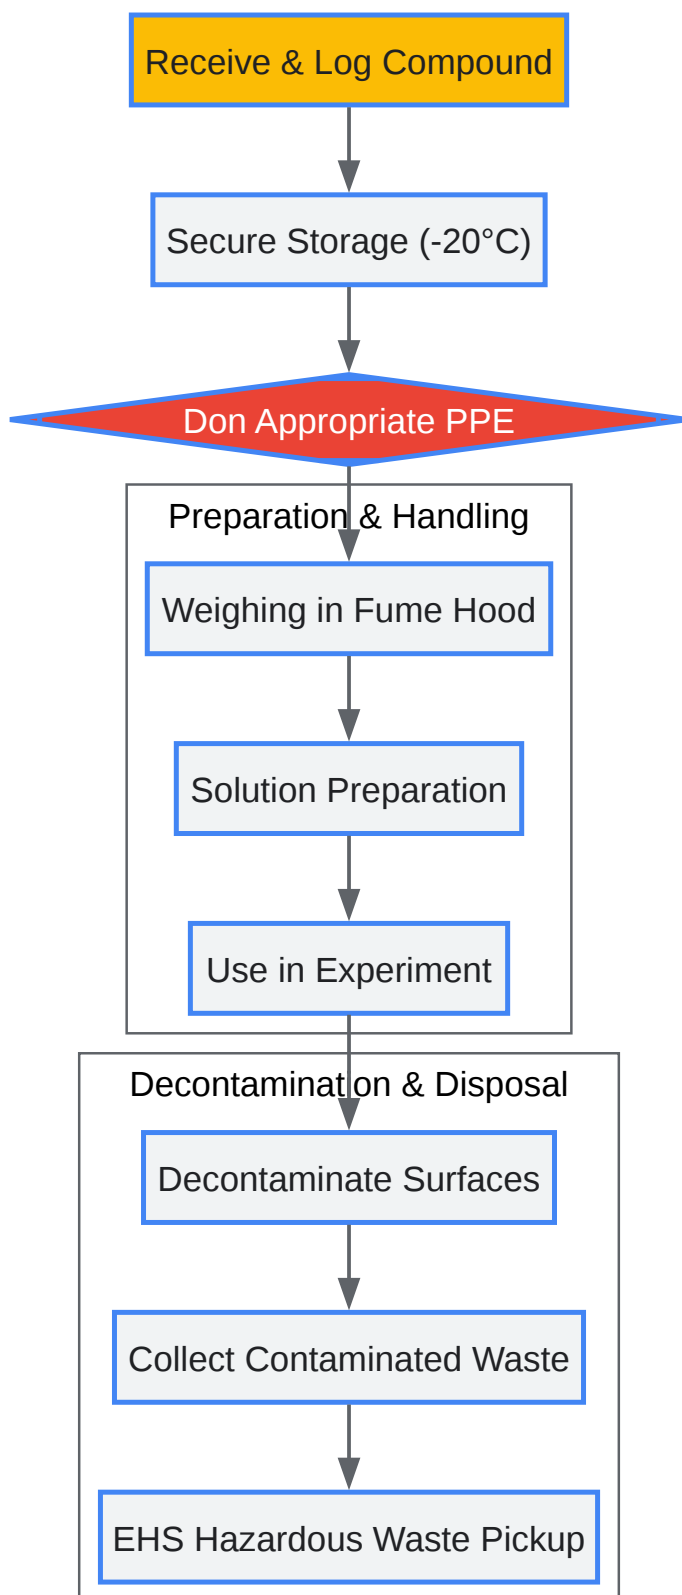 Receive & Log Compound
Secure Storage (-20°C)
Don Appropriate PPE
Preparation & Handling
Weighing in Fume Hood
Solution Preparation
Use in Experiment
Decontamination & Disposal
Decontaminate Surfaces
Collect Contaminated Waste
EHS Hazardous Waste Pickup